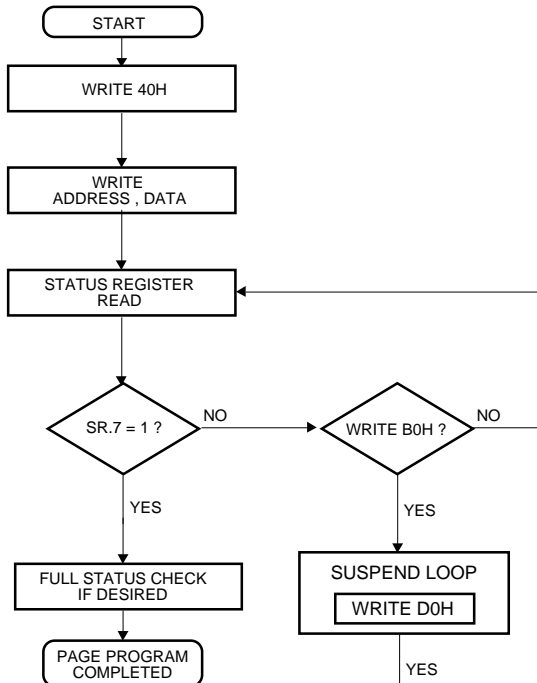 START
WRITE 40H
WRITE
ADDRESS , DATA
STATUS REGISTER
READ
SR.7 = 1 ?
NO
WRITE B0H ?
NO
YES
YES
FULL STATUS CHECK
IF DESIRED
SUSPEND LOOP
WRITE D0H
PAGE PROGRAM
COMPLETED
YES